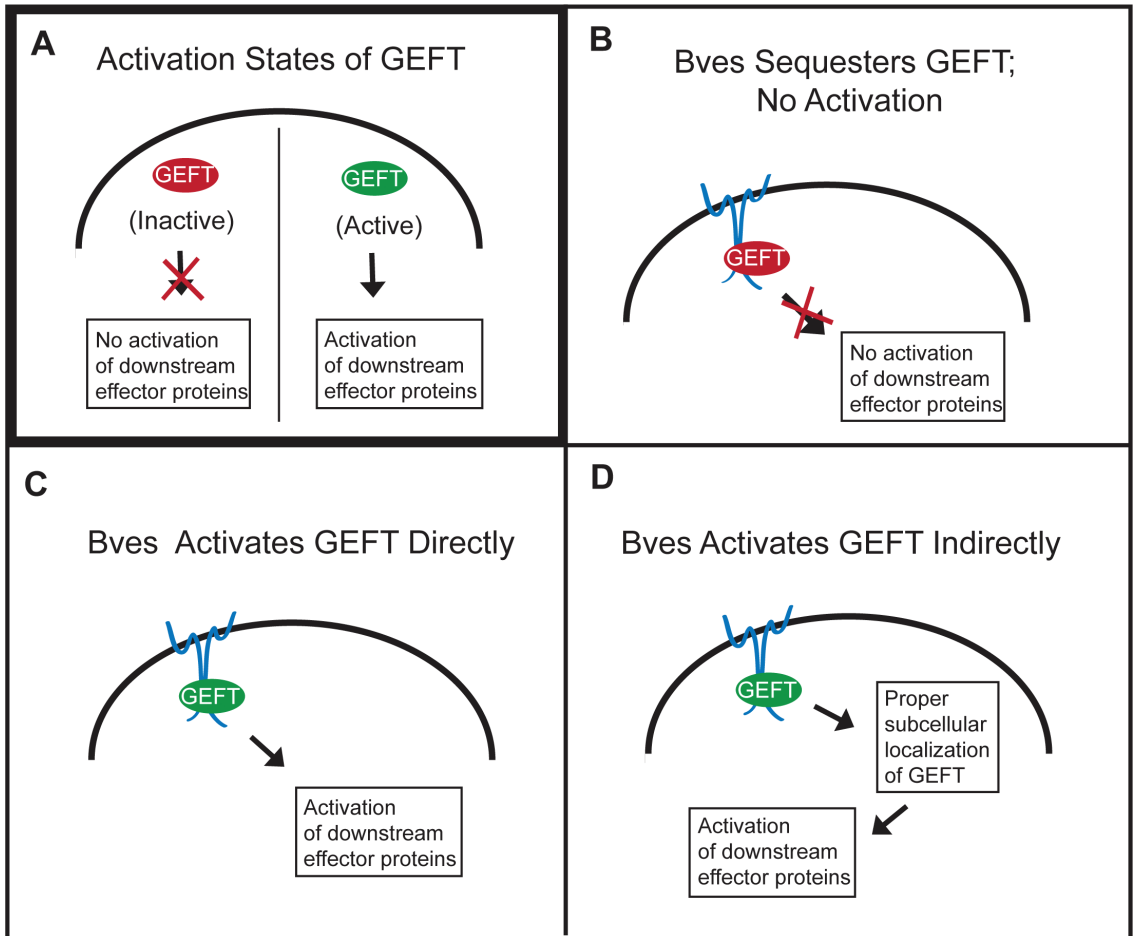 A
Activation States of GEFT
GEFT
(Inactive)
No activation
of downstream
effector proteins
GEFT
(Active)
Activation
of downstream
effector proteins
B
Bves Sequesters GEFT;
No Activation
GEFT
No activation
of downstream
effector proteins
C
Bves Activates GEFT Directly
GEFT
Activation
of downstream
effector proteins
D
Bves Activates GEFT Indirectly
GEFT
Proper
subcellular
localization
of GEFT
Activation
of downstream
effector proteins